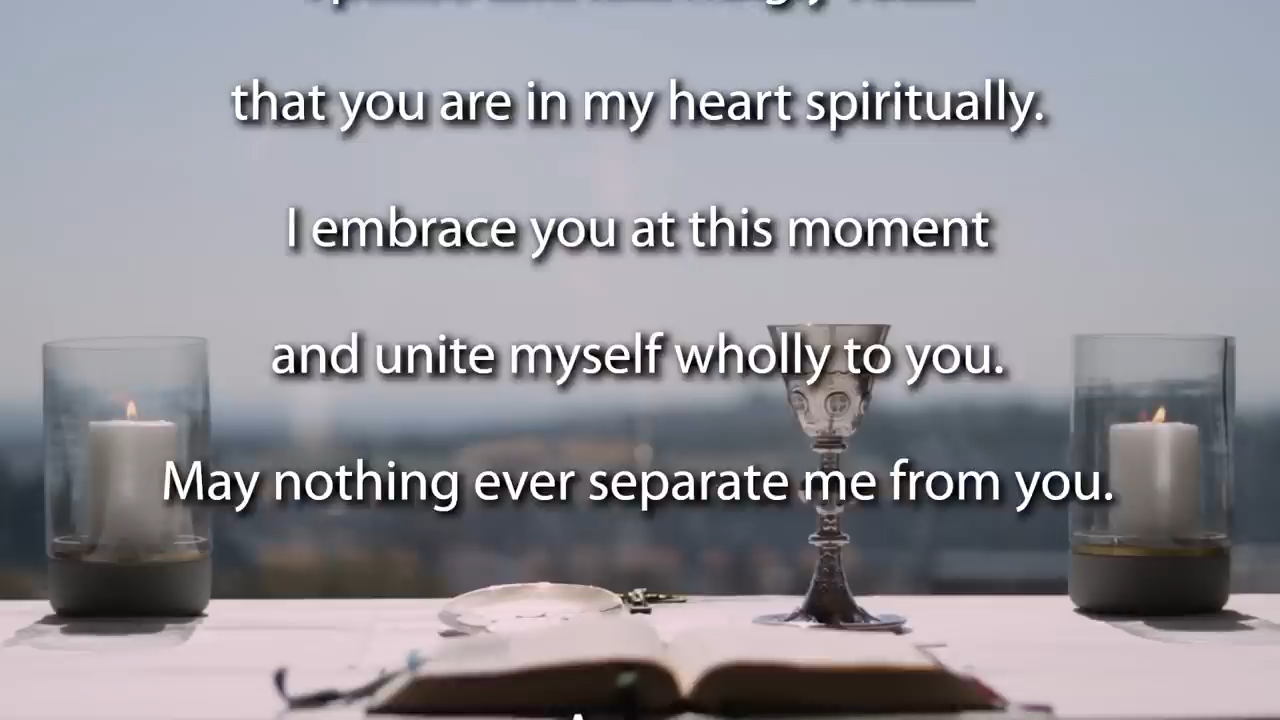 that you are in my heart spiritually.
I embrace you at this moment
and unite myself wholly to you.
May nothing ever separate me from you.